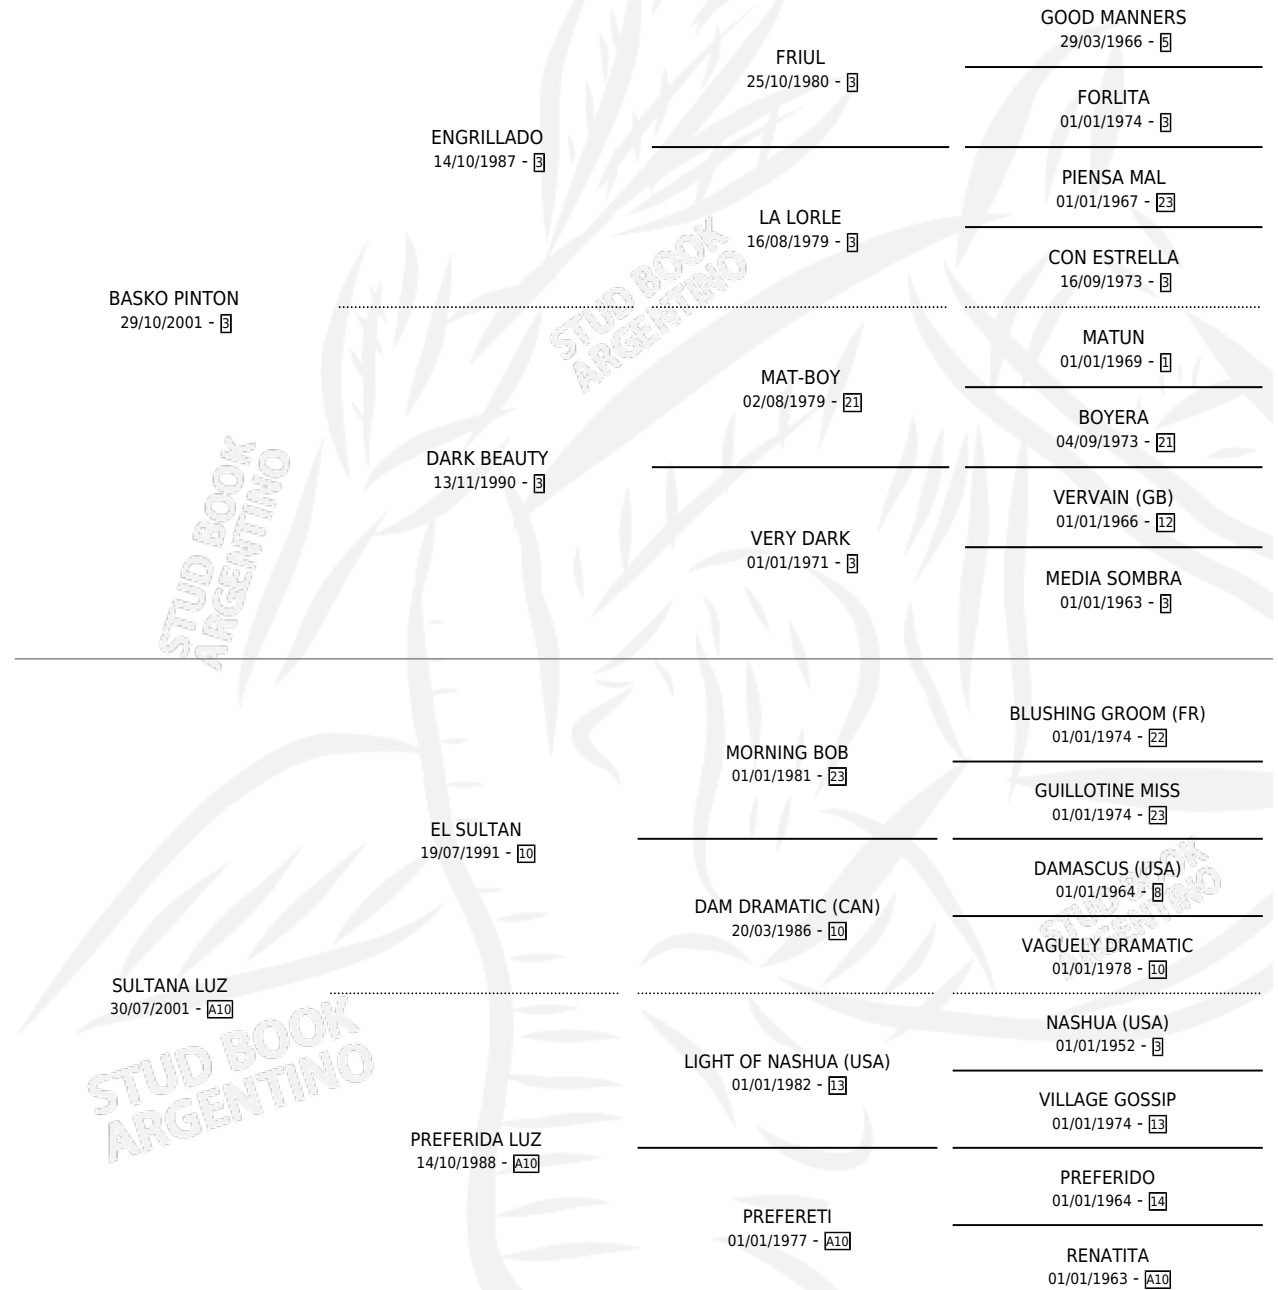 GOOD MANNERS
29/03/1966 - 5
FRIUL
25/10/1980 - 3
FORLITA
01/01/1974 - 3
ENGRILLADO
14/10/1987 - 3
PIENSA MAL
01/01/1967 - 23
LA LORLE
16/08/1979 - 3
CON ESTRELLA
16/09/1973 - 3
BASKO PINTON
29/10/2001 - 3
MATUN
01/01/1969 - 1
MAT-BOY
02/08/1979 - 21
BOYERA
04/09/1973 - 21
DARK BEAUTY
13/11/1990 - 3
VERVAIN (GB)
01/01/1966 - 12
VERY DARK
01/01/1971 - 3
MEDIA SOMBRA
01/01/1963 - 3
BLUSHING GROOM (FR)
01/01/1974 - 22
MORNING BOB
01/01/1981 - 23
GUILLOTINE MISS
01/01/1974 - 23
EL SULTAN
19/07/1991 - 10
DAMASCUS (USA)
01/01/1964 - 8
DAM DRAMATIC (CAN)
20/03/1986 - 10
VAGUELY DRAMATIC
01/01/1978 - 10
SULTANA LUZ
30/07/2001 - A10
NASHUA (USA)
01/01/1952 - 3
LIGHT OF NASHUA (USA)
01/01/1982 - 13
VILLAGE GOSSIP
01/01/1974 - 13
PREFERIDA LUZ
14/10/1988 - A10
PREFERIDO
01/01/1964 - 14
PREFERETI
01/01/1977 - A10
RENATITA
01/01/1963 - A10
STUD BOOK
ARGENTINO
STUD BOOK
ARGENTINO
STUD BOOK
ARGENTINO
STUD BOOK
ARGENTINO